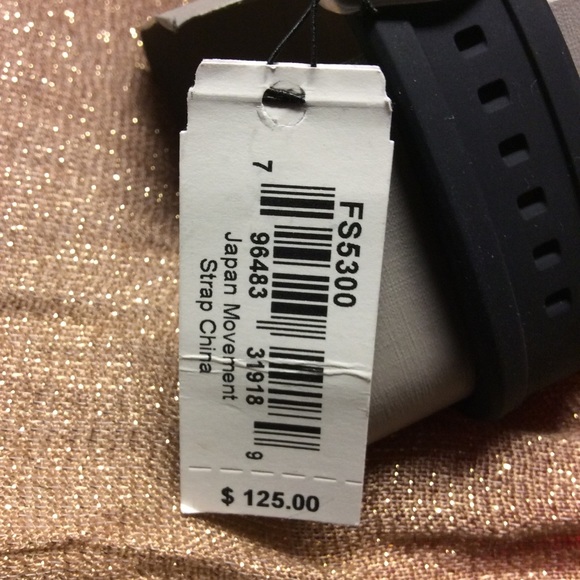 FS5300
7 96483 31918 9
Japan Movement
Strap China
$ 125.00